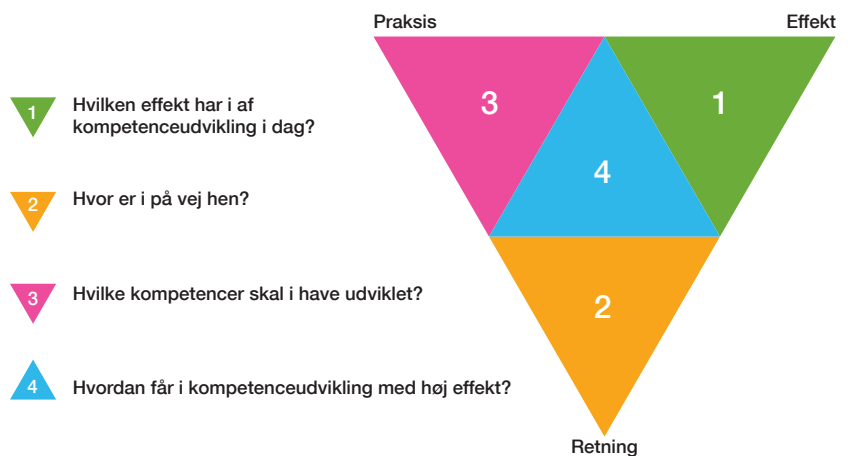 Praksis
Effekt
1
Hvilken effekt har i af
kompetenceudvikling i dag?
2
Hvor er i på vej hen?
3
Hvilke kompetencer skal i have udviklet?
4
Hvordan får i kompetenceudvikling med høj effekt?
3
1
4
2
Retning